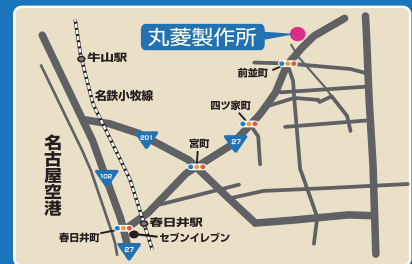 丸菱製作所
牛山駅
前並町
名鉄小牧線
四ツ家町
201
27
宮町
名古屋空港
102
春日井駅
春日井町
セブンイレブン
27